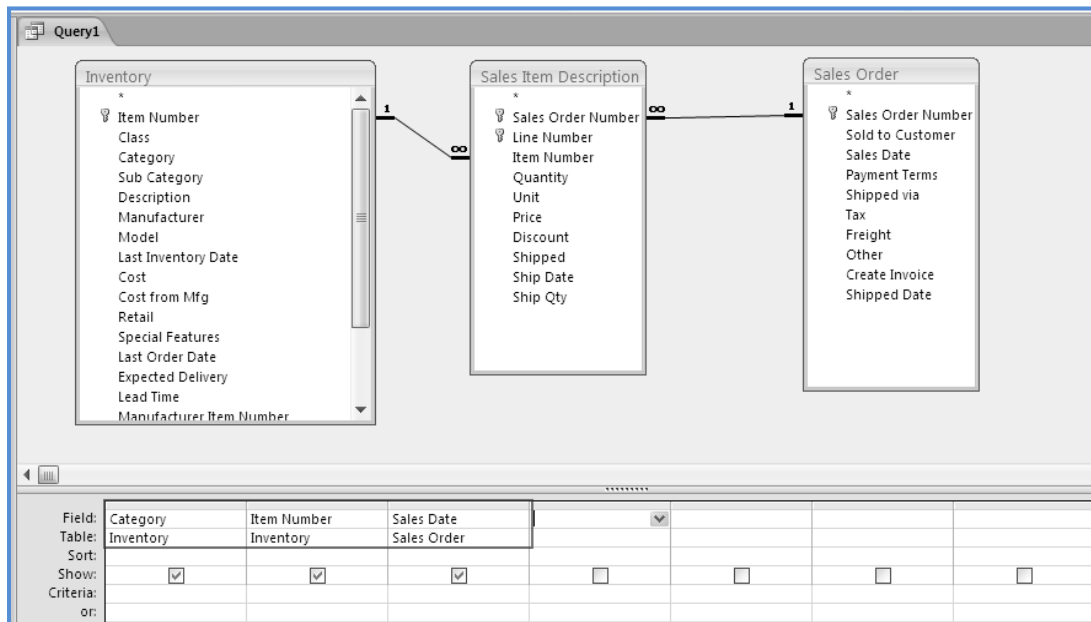 Query1
Inventory
*
Item Number
Class
Category
Sub Category
Description
Manufacturer
Model
Last Inventory Date
Cost
Cost from Mfg
Retail
Special Features
Last Order Date
Expected Delivery
Lead Time
Manufacturer Item Number
1
∞
Sales Item Description
*
Sales Order Number
Line Number
Item Number
Quantity
Unit
Price
Discount
Shipped
Ship Date
Ship Qty
∞
1
Sales Order
*
Sales Order Number
Sold to Customer
Sales Date
Payment Terms
Shipped via
Tax
Freight
Other
Create Invoice
Shipped Date
Field: Category Item Number Sales Date
Table: Inventory Inventory Sales Order
Sort:
Show:
Criteria:
or: